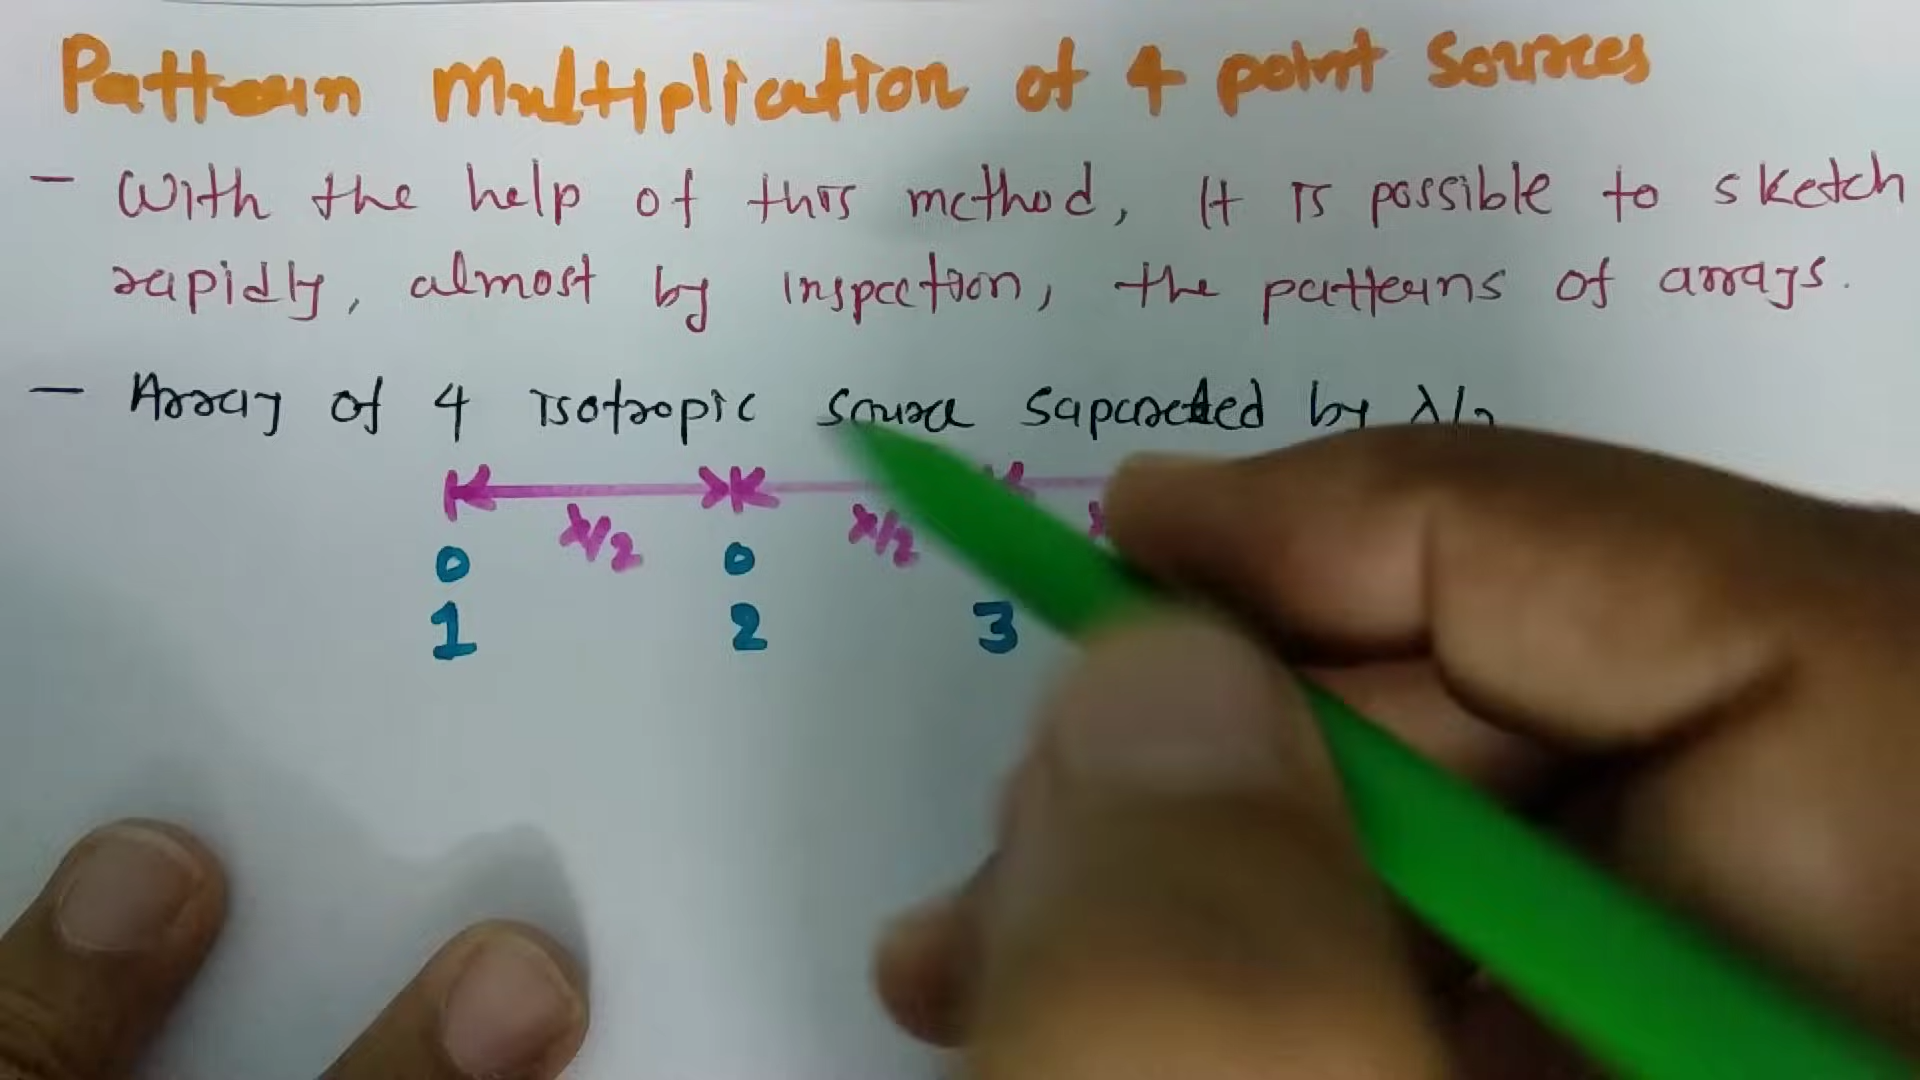 Pattern Multiplication of 4 point sources
- With the help of this method, It is possible to sketch
rapidly, almost by inspection, the patterns of arrays.
- Array of 4 isotropic source saparated by λ/2
λ/2 λ/2
0 0
1 2 3